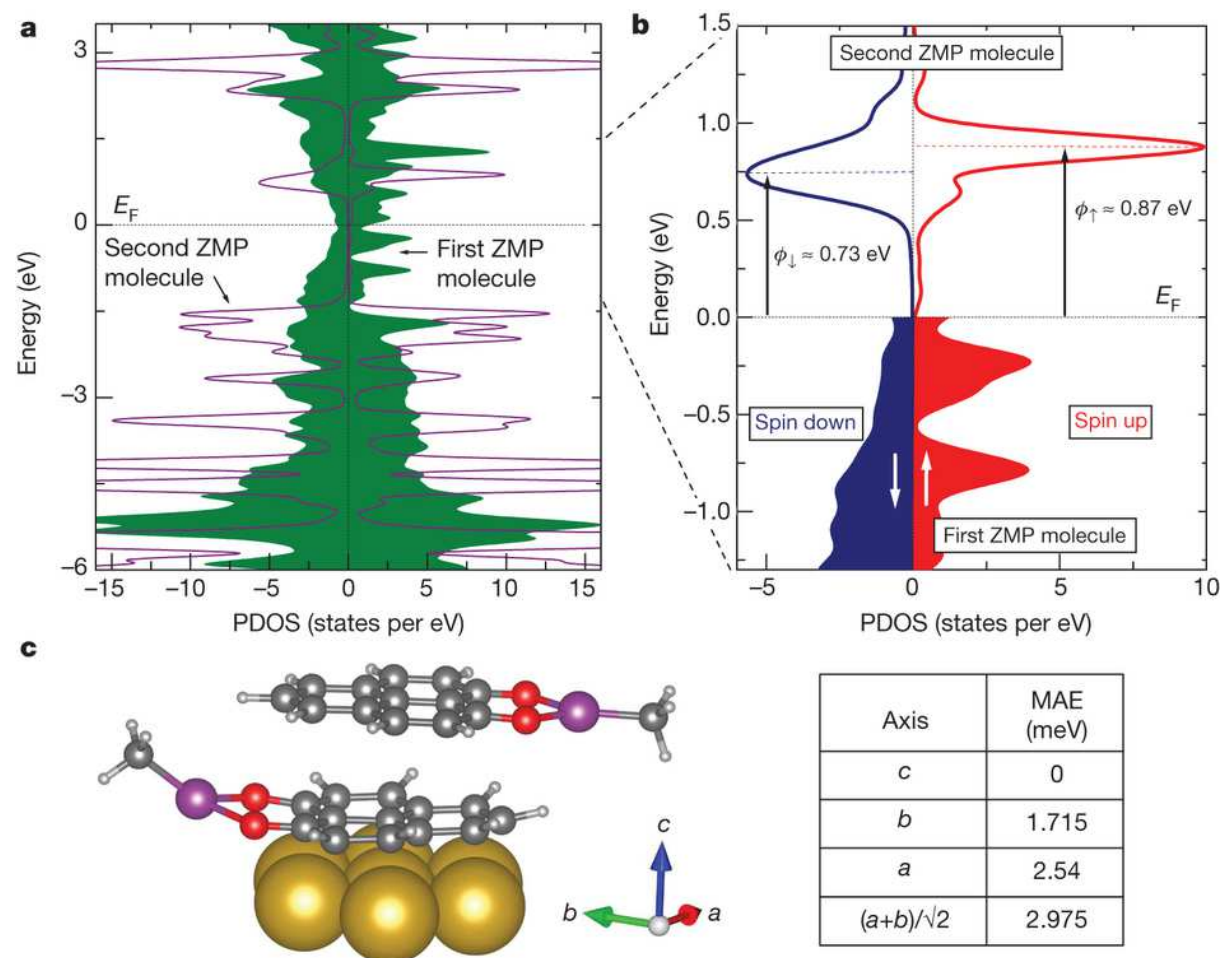 a
3
0
−3
−6
Energy (eV)
E_F
Second ZMP
molecule
First ZMP
molecule
−15 −10 −5 0 5 10 15
PDOS (states per eV)
b
1.5
1.0
0.5
0.0
−0.5
−1.0
Energy (eV)
Second ZMP molecule
ϕ↓ ≈ 0.73 eV
ϕ↑ ≈ 0.87 eV
E_F
Spin down
Spin up
First ZMP molecule
−5 0 5 10
PDOS (states per eV)
c
c
b
a
Axis MAE
(meV)
c 0
b 1.715
a 2.54
(a+b)/√2 2.975